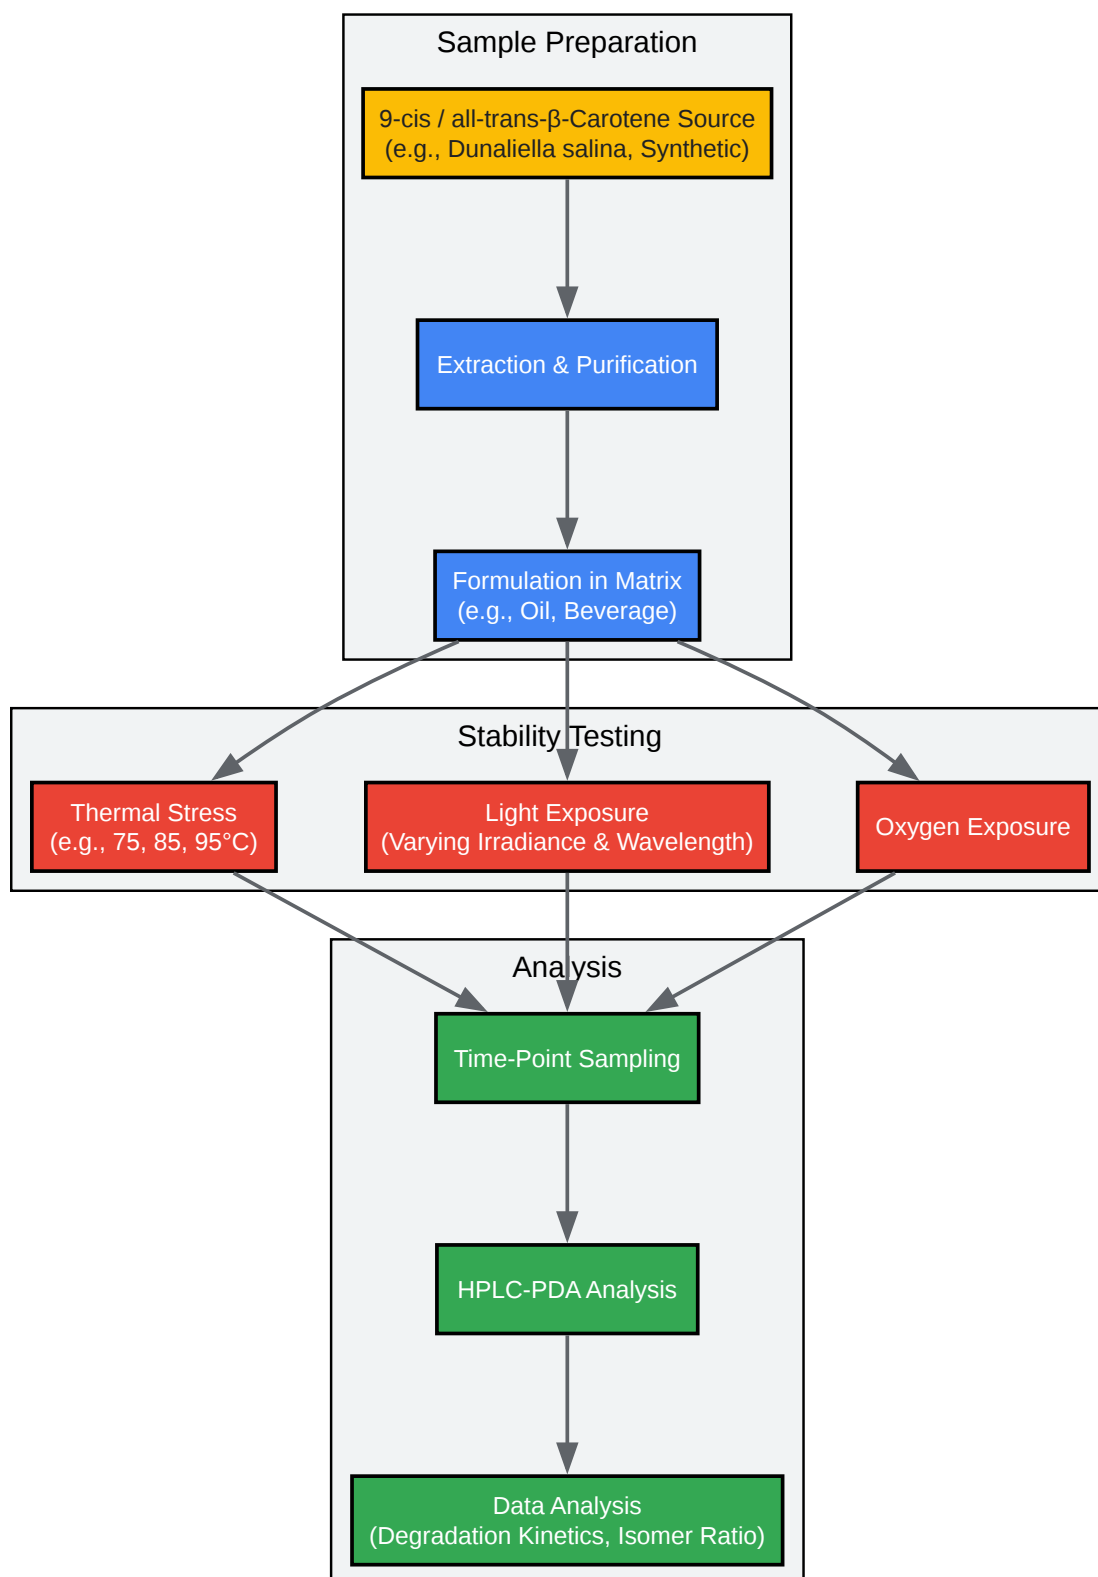 Sample Preparation
9-cis / all-trans-β-Carotene Source
(e.g., Dunaliella salina, Synthetic)
Extraction & Purification
Formulation in Matrix
(e.g., Oil, Beverage)
Stability Testing
Thermal Stress
(e.g., 75, 85, 95°C)
Light Exposure
(Varying Irradiance & Wavelength)
Oxygen Exposure
Analysis
Time-Point Sampling
HPLC-PDA Analysis
Data Analysis
(Degradation Kinetics, Isomer Ratio)